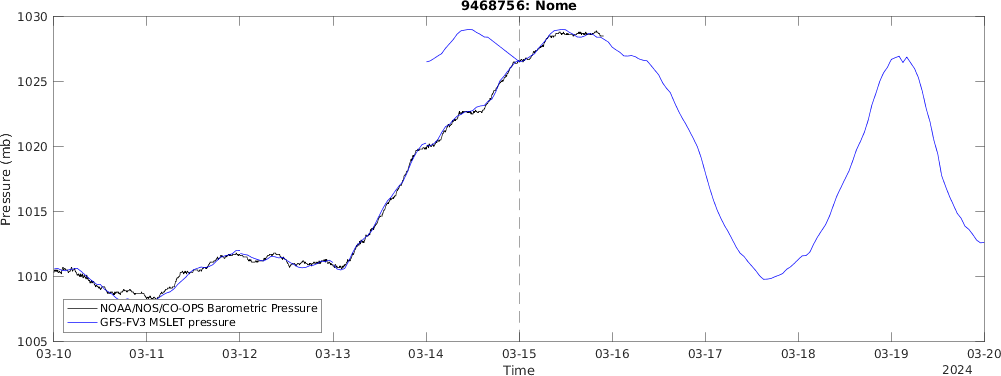 9468756: Nome
Pressure (mb)
1030
1025
1020
1015
1010
1005
NOAA/NOS/CO-OPS Barometric Pressure
GFS-FV3 MSLET pressure
03-10 03-11 03-12 03-13 03-14 03-15 03-16 03-17 03-18 03-19 03-20
Time
2024